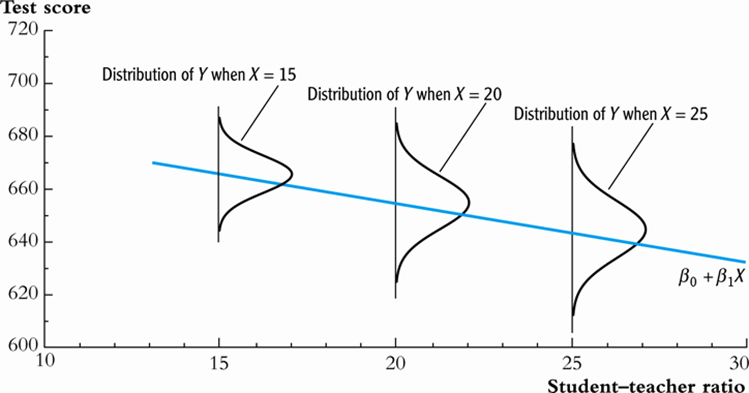 Test score
720
700
Distribution of Y when X = 15
Distribution of Y when X = 20
Distribution of Y when X = 25
680
660
640
620
β0 + β1X
600
10
15
20
25
30
Student–teacher ratio